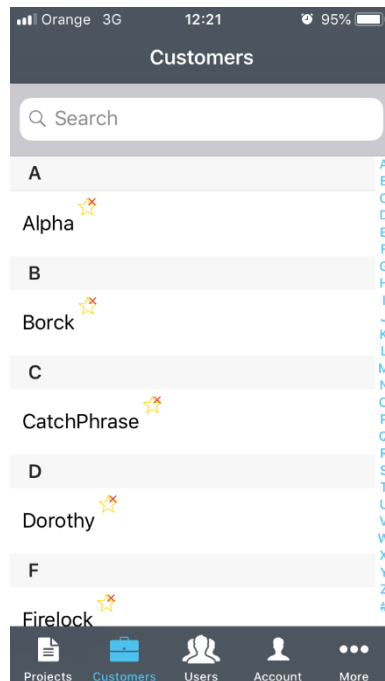 Orange 3G 12:21 95%
Customers
Search
A
Alpha
B
Borck
C
CatchPhrase
D
Dorothy
F
Firelock
A
B
C
D
E
F
G
H
I
J
K
L
M
N
O
P
Q
R
S
T
U
V
W
X
Y
Z
#
Projects Customers Users Account More